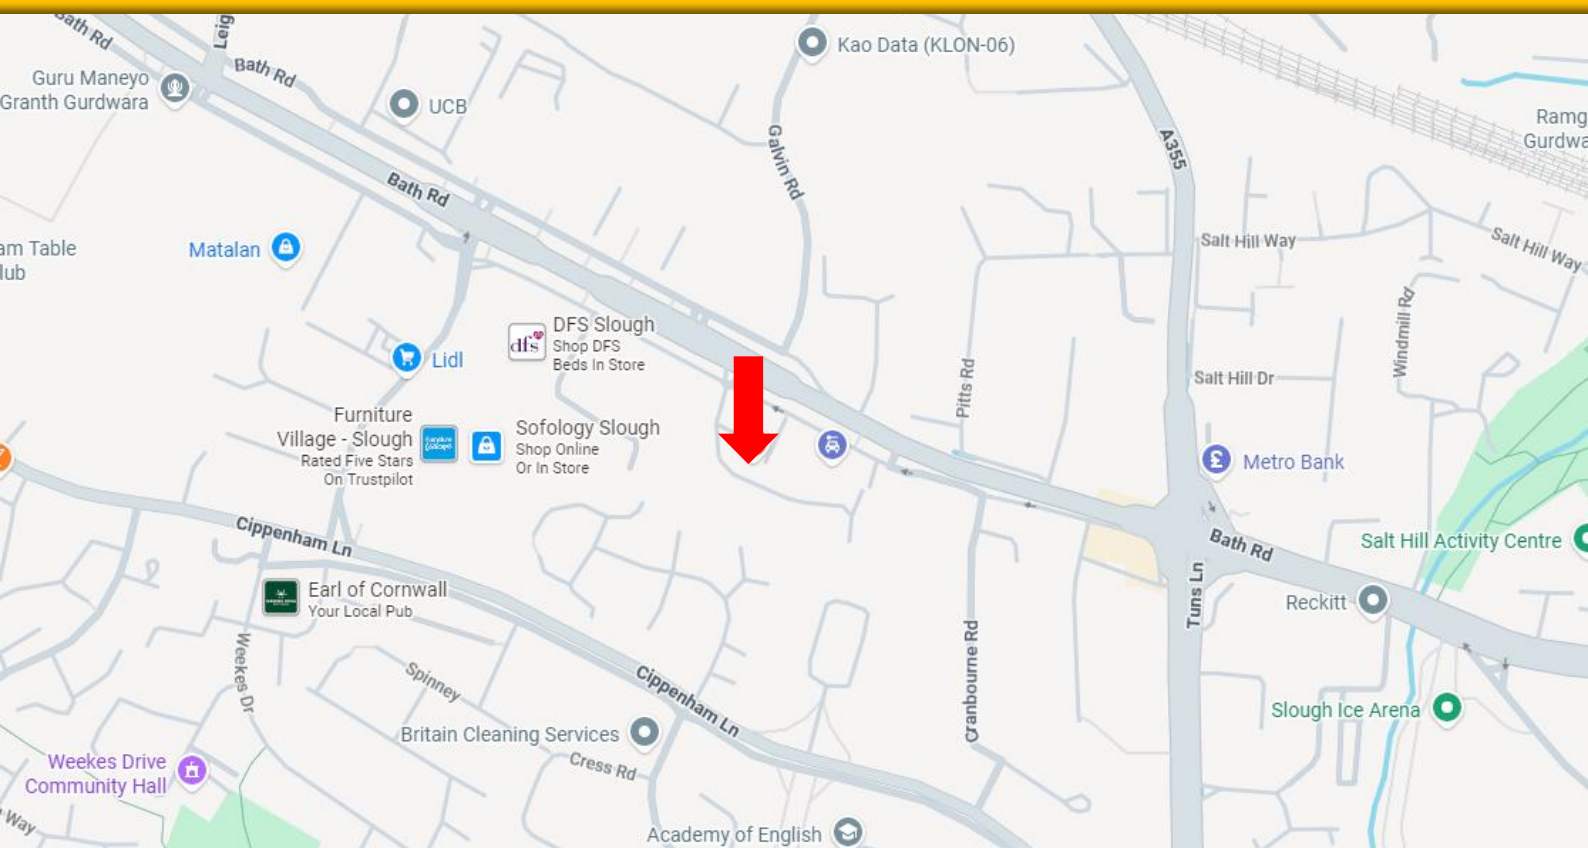 Bath Rd
Leig
Bath Rd
Kao Data (KLON-06)
Guru Maneyo
Granth Gurdwara
UCB
Ramg
Gurdwa
Galvin Rd
A355
Bath Rd
am Table
lub
Matalan
Salt Hill Way
Salt Hill Way
DFS Slough
Shop DFS
Beds In Store
dfs
Lidl
Windmill Rd
Pitts Rd
Salt Hill Dr
Furniture
Village - Slough
Rated Five Stars
On Trustpilot
Sofology Slough
Shop Online
Or In Store
Metro Bank
Cippenham Ln
Bath Rd
Salt Hill Activity Centre
Earl of Cornwall
Your Local Pub
Tuns Ln
Reckitt
Weekes Dr
Spinney
Cippenham Ln
Cranbourne Rd
Slough Ice Arena
Britain Cleaning Services
Cress Rd
Weekes Drive
Community Hall
Way
Academy of English